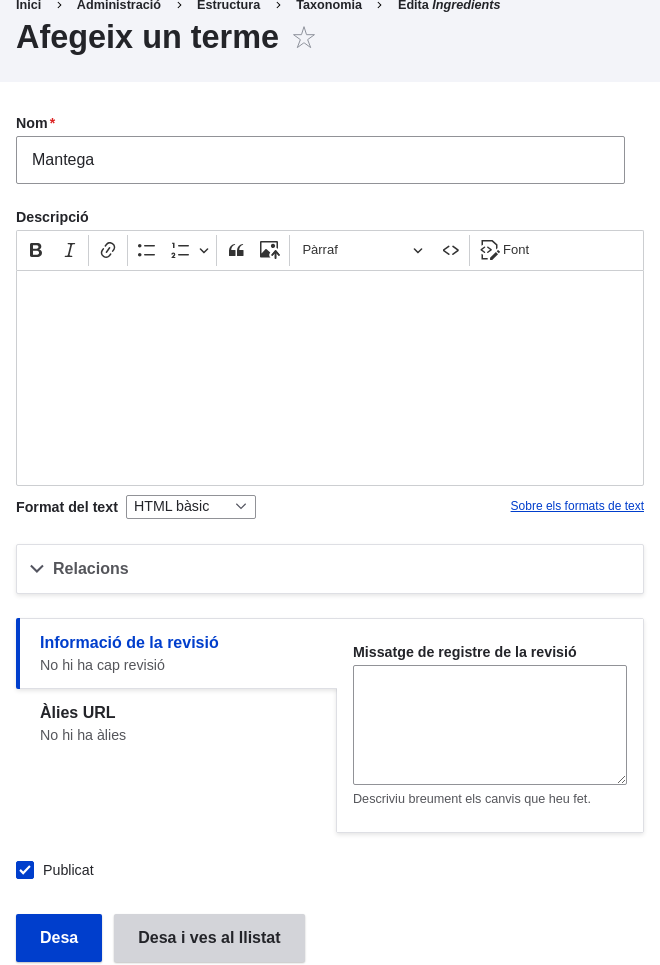 Inici > Administració > Estructura > Taxonomia > Edita Ingredients
Afegeix un terme
Nom*
Mantega
Descripció
B I Pàrraf Font
Format del text HTML bàsic Sobre els formats de text
Relacions
Informació de la revisió
No hi ha cap revisió
Àlies URL
No hi ha àlies
Missatge de registre de la revisió
Descriviu breument els canvis que heu fet.
Publicat
Desa Desa i ves al llistat